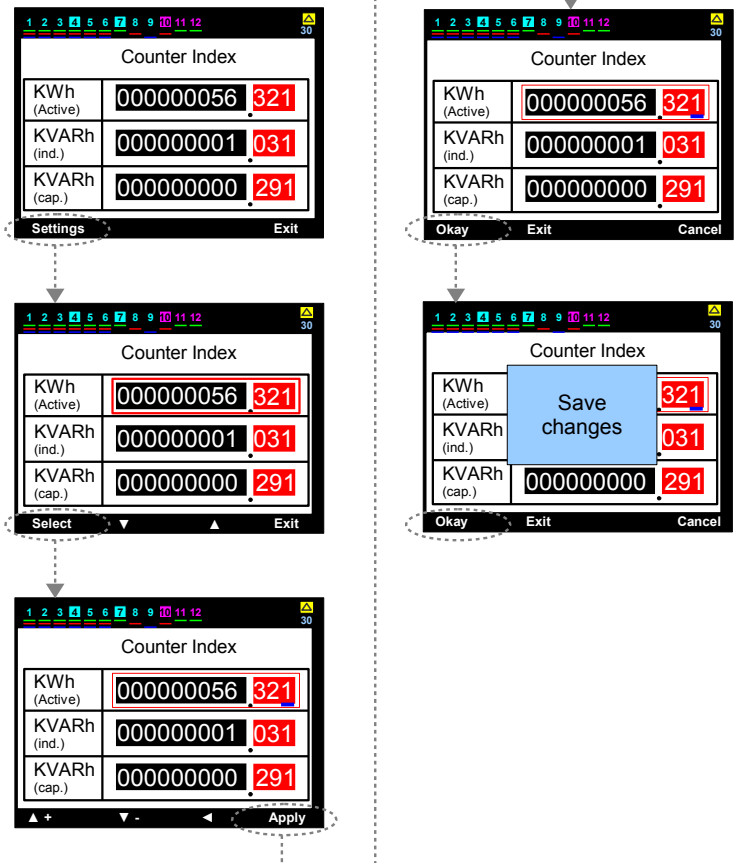 1 2 3 4 5 6 7 8 9 10 11 12
30
Counter Index
KWh
(Active)
000000056.321
KVARh
(ind.)
000000001.031
KVARh
(cap.)
000000000.291
Settings Exit
1 2 3 4 5 6 7 8 9 10 11 12
30
Counter Index
KWh
(Active)
000000056.321
KVARh
(ind.)
000000001.031
KVARh
(cap.)
000000000.291
Select ▼ ▲ Exit
1 2 3 4 5 6 7 8 9 10 11 12
30
Counter Index
KWh
(Active)
000000056.321
KVARh
(ind.)
000000001.031
KVARh
(cap.)
000000000.291
▲ + ▼ - ◄ Apply
1 2 3 4 5 6 7 8 9 10 11 12
30
Counter Index
KWh
(Active)
000000056.321
KVARh
(ind.)
000000001.031
KVARh
(cap.)
000000000.291
Okay Exit Cancel
1 2 3 4 5 6 7 8 9 10 11 12
30
Counter Index
KWh
(Active)
321
KVARh
(ind.)
031
Save
changes
KVARh
(cap.)
000000000.291
Okay Exit Cancel